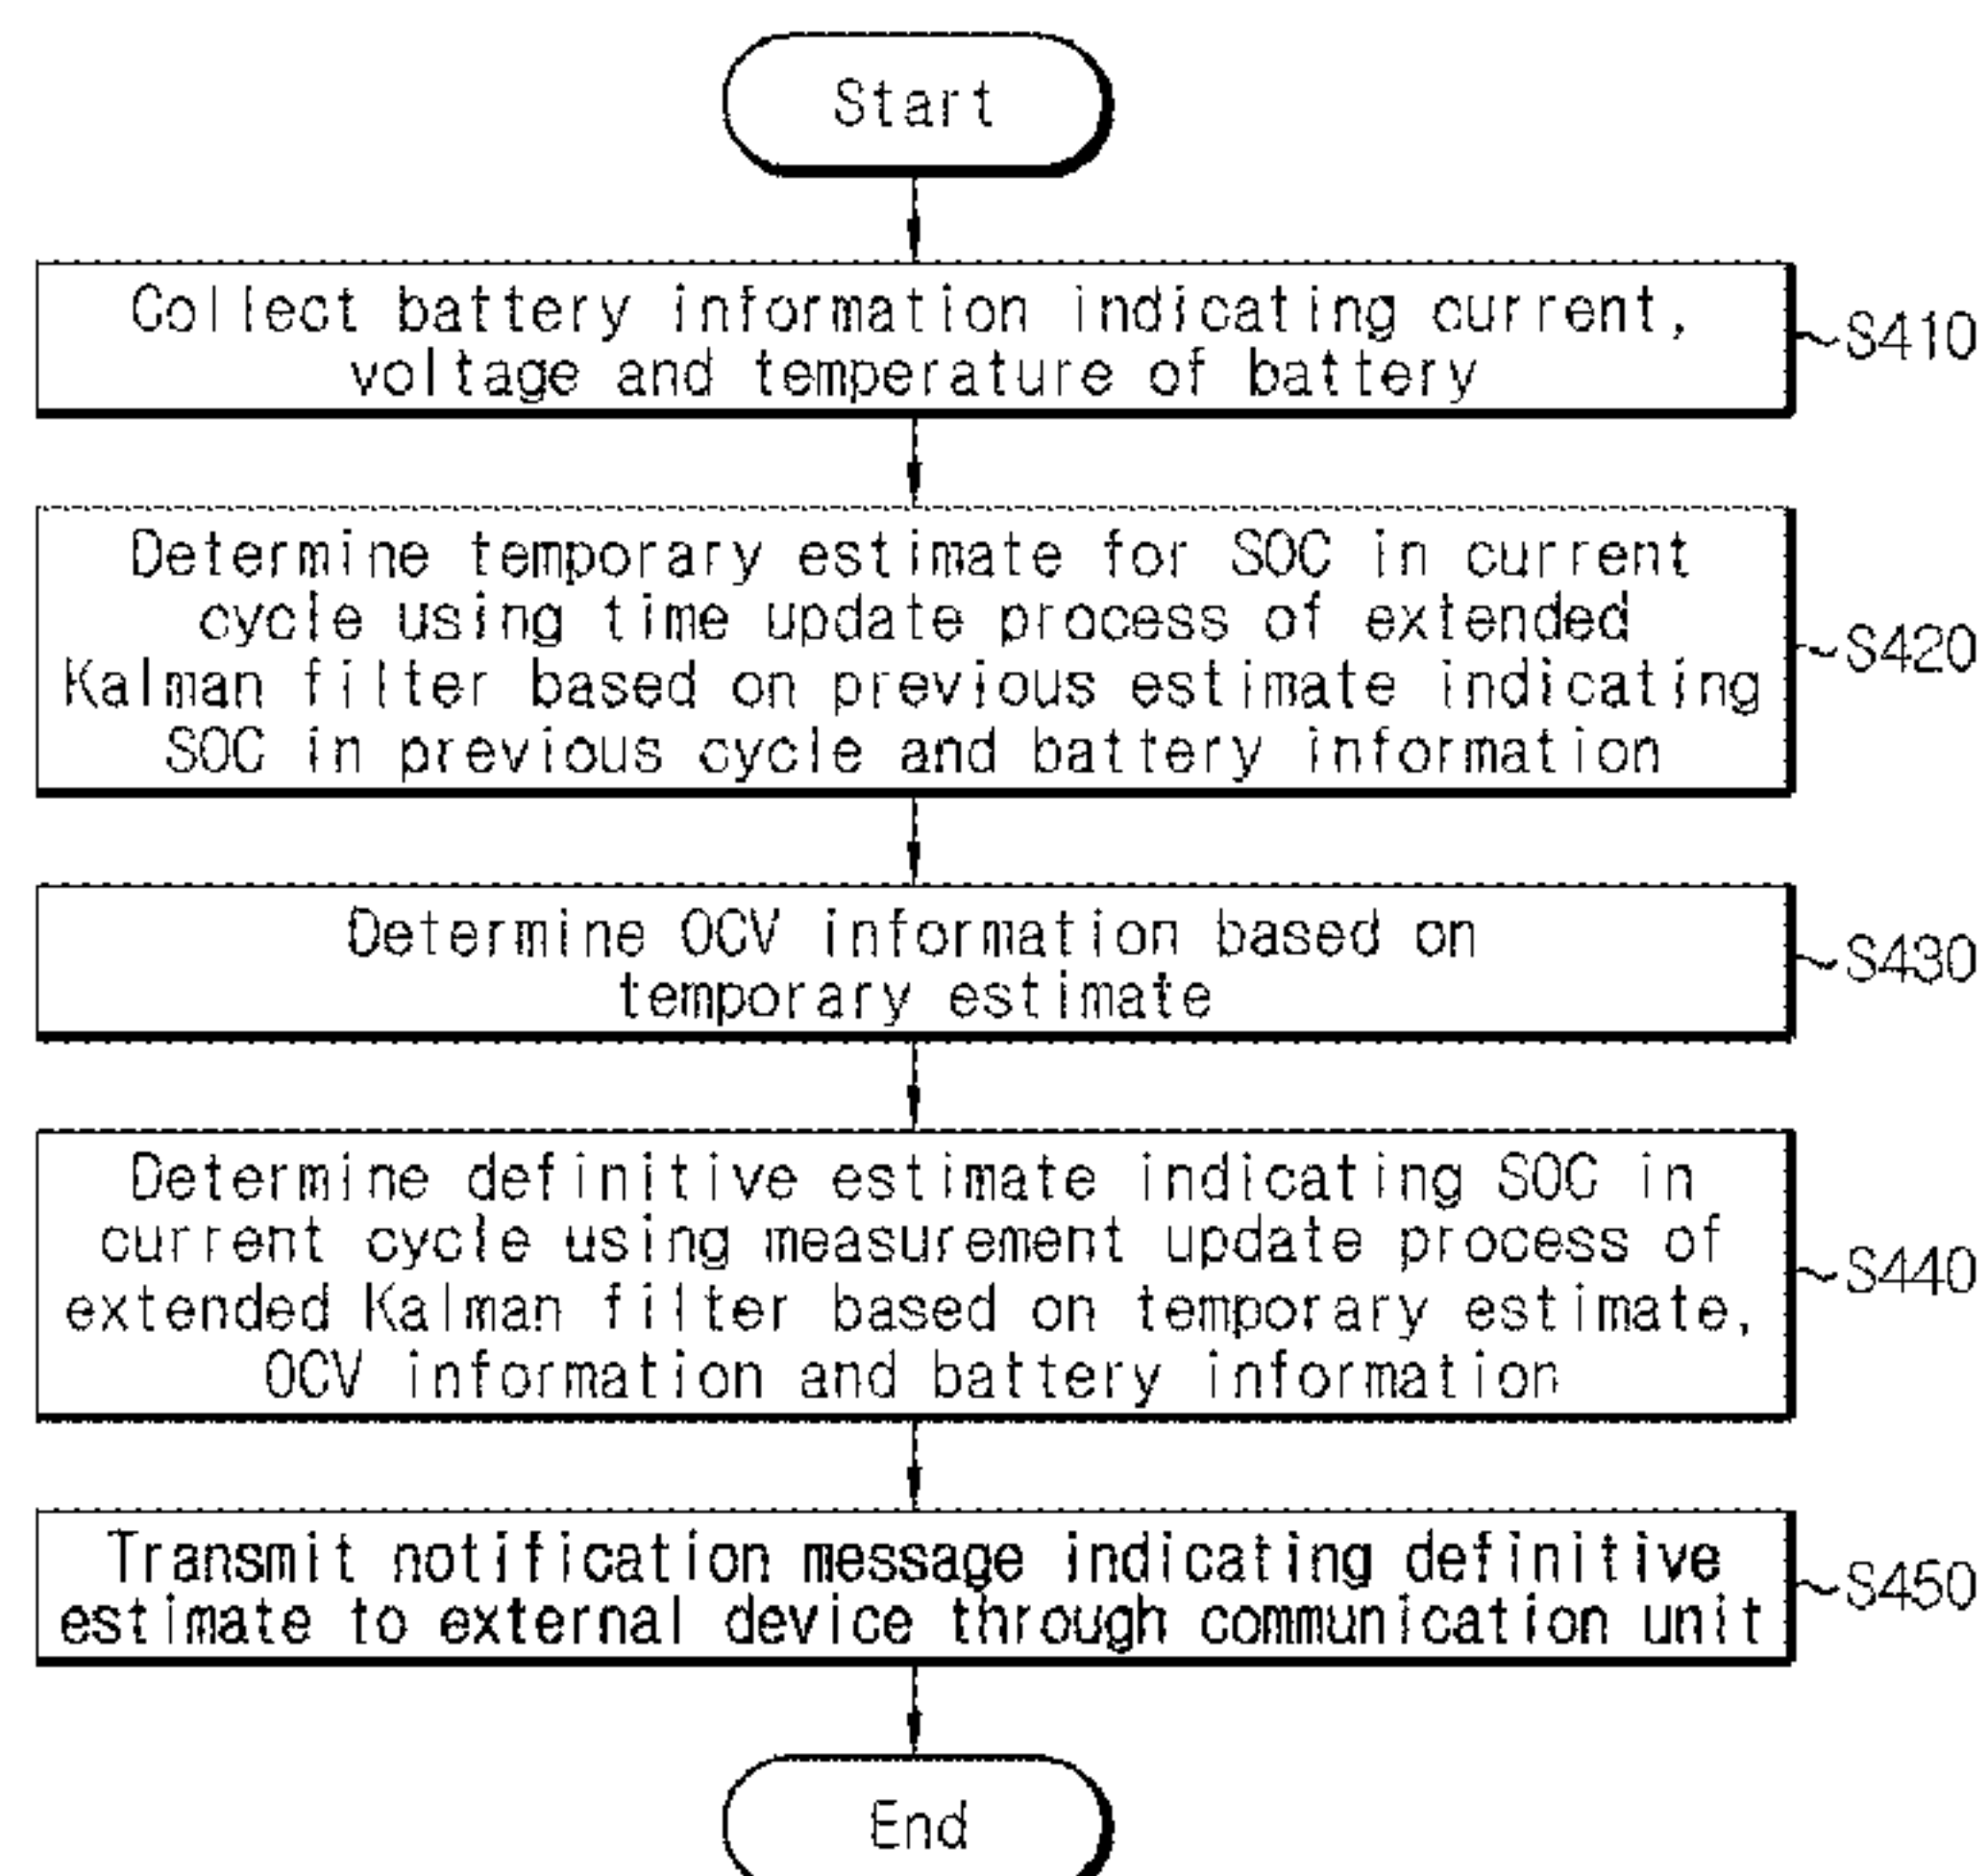 Start
Collect battery information indicating current,
voltage and temperature of battery
S410
Determine temporary estimate for SOC in current
cycle using time update process of extended
Kalman filter based on previous estimate indicating
SOC in previous cycle and battery information
S420
Determine OCV information based on
temporary estimate
S430
Determine definitive estimate indicating SOC in
current cycle using measurement update process of
extended Kalman filter based on temporary estimate,
OCV information and battery information
S440
Transmit notification message indicating definitive
estimate to external device through communication unit
S450
End